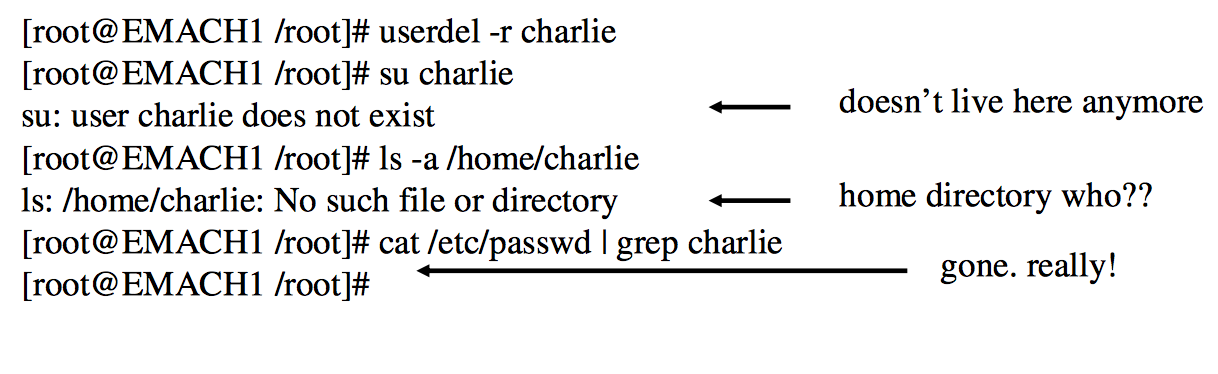 [root@EMACH1 /root]# userdel -r charlie
[root@EMACH1 /root]# su charlie
su: user charlie does not exist
doesn’t live here anymore
[root@EMACH1 /root]# ls -a /home/charlie
ls: /home/charlie: No such file or directory
home directory who??
[root@EMACH1 /root]# cat /etc/passwd | grep charlie
gone. really!
[root@EMACH1 /root]#